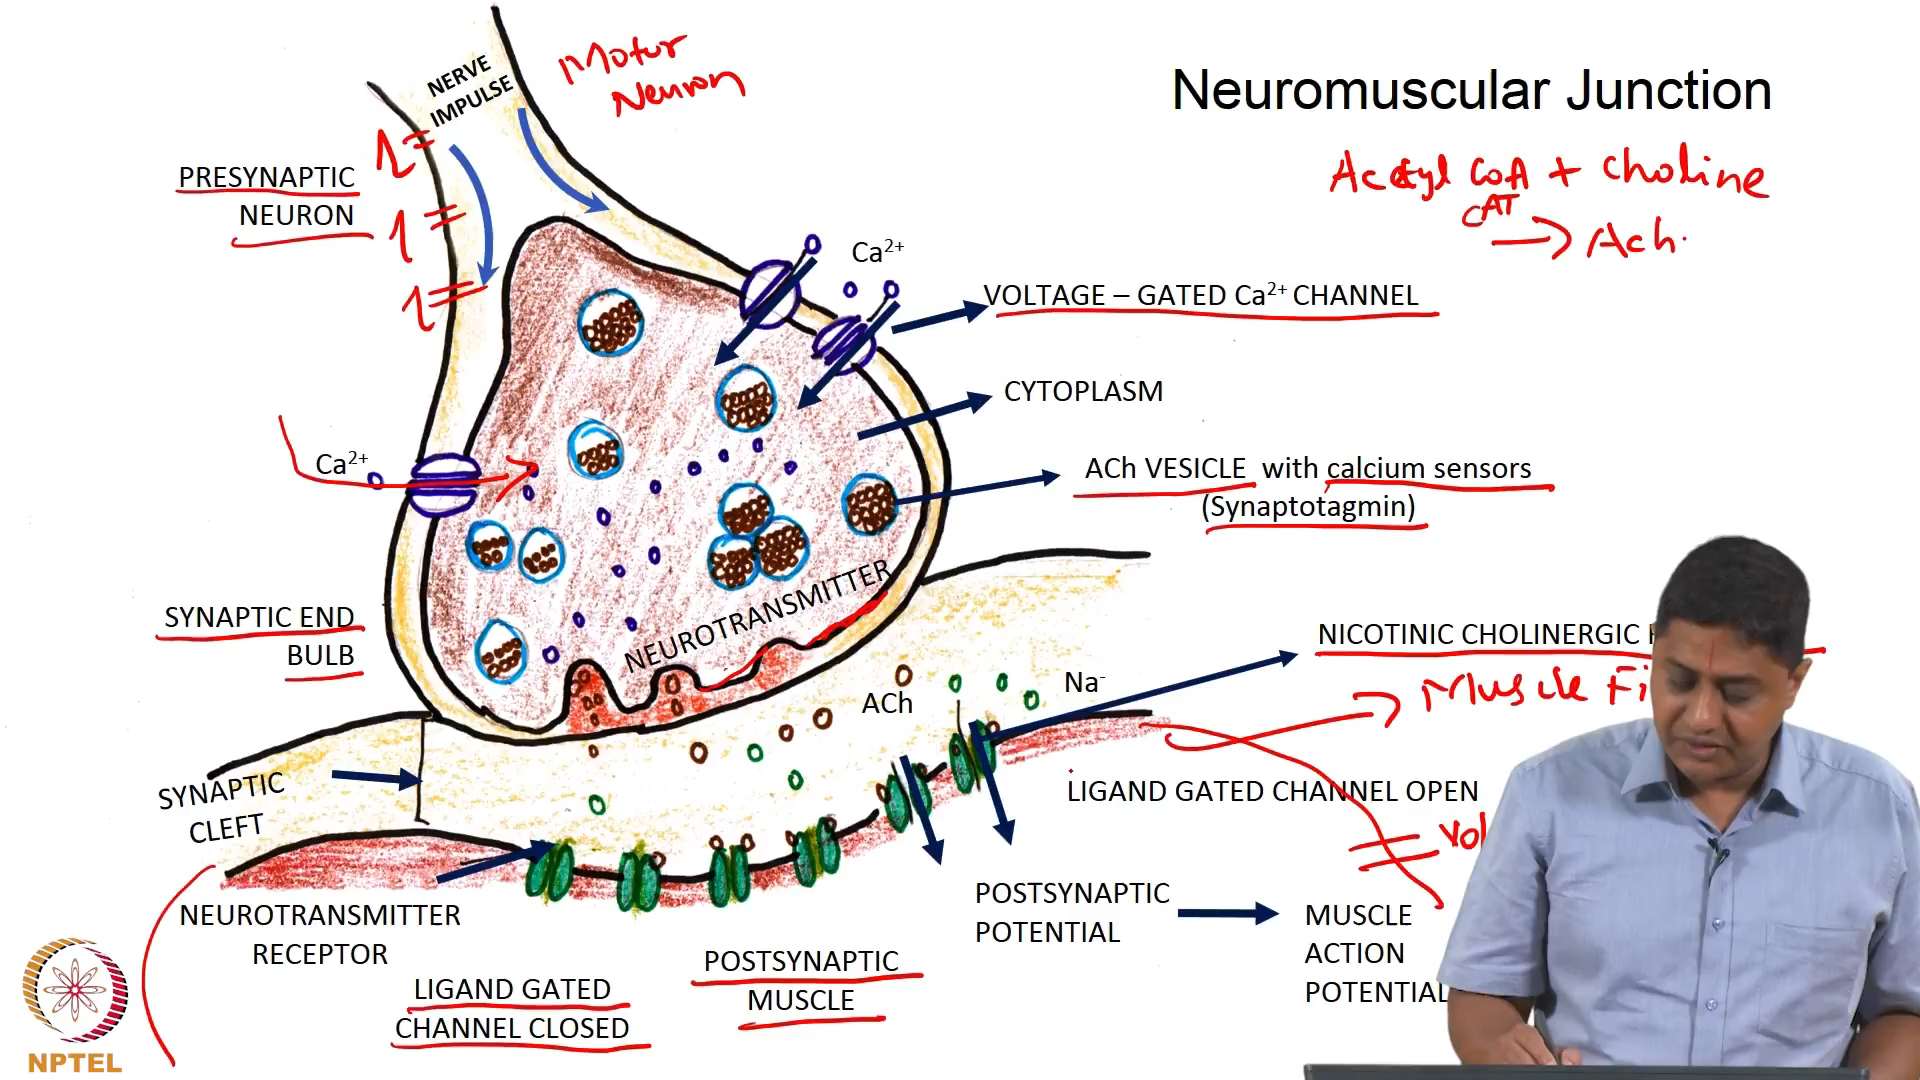 Neuromuscular Junction
Acetyl CoA + Choline
CAT
→ Ach.
Motor
Neuron
NERVE
IMPULSE
PRESYNAPTIC
NEURON
Ca2+
VOLTAGE – GATED Ca2+ CHANNEL
CYTOPLASM
Ca2+
ACh VESICLE with calcium sensors
(Synaptotagmin)
NEUROTRANSMITTER
SYNAPTIC END
BULB
NICOTINIC CHOLINERGIC
Muscle Fi
ACh
Na-
SYNAPTIC
CLEFT
LIGAND GATED CHANNEL OPEN
Vol
NEUROTRANSMITTER
RECEPTOR
POSTSYNAPTIC
POTENTIAL
MUSCLE
ACTION
POTENTIAL
POSTSYNAPTIC
MUSCLE
LIGAND GATED
CHANNEL CLOSED
NPTEL